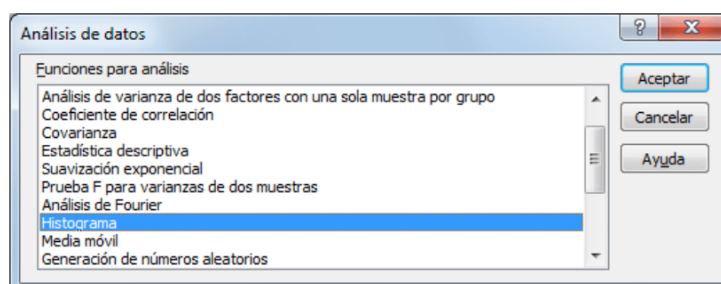 Análisis de datos
Funciones para análisis
Análisis de varianza de dos factores con una sola muestra por grupo
Coeficiente de correlación
Covarianza
Estadística descriptiva
Suavización exponencial
Prueba F para varianzas de dos muestras
Análisis de Fourier
Histograma
Media móvil
Generación de números aleatorios
Aceptar
Cancelar
Ayuda